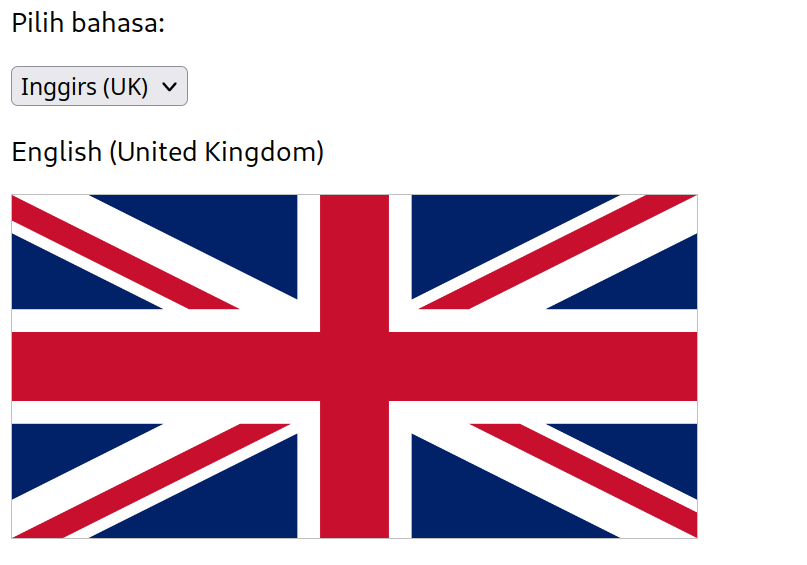 Pilih bahasa:
Inggirs (UK)
English (United Kingdom)